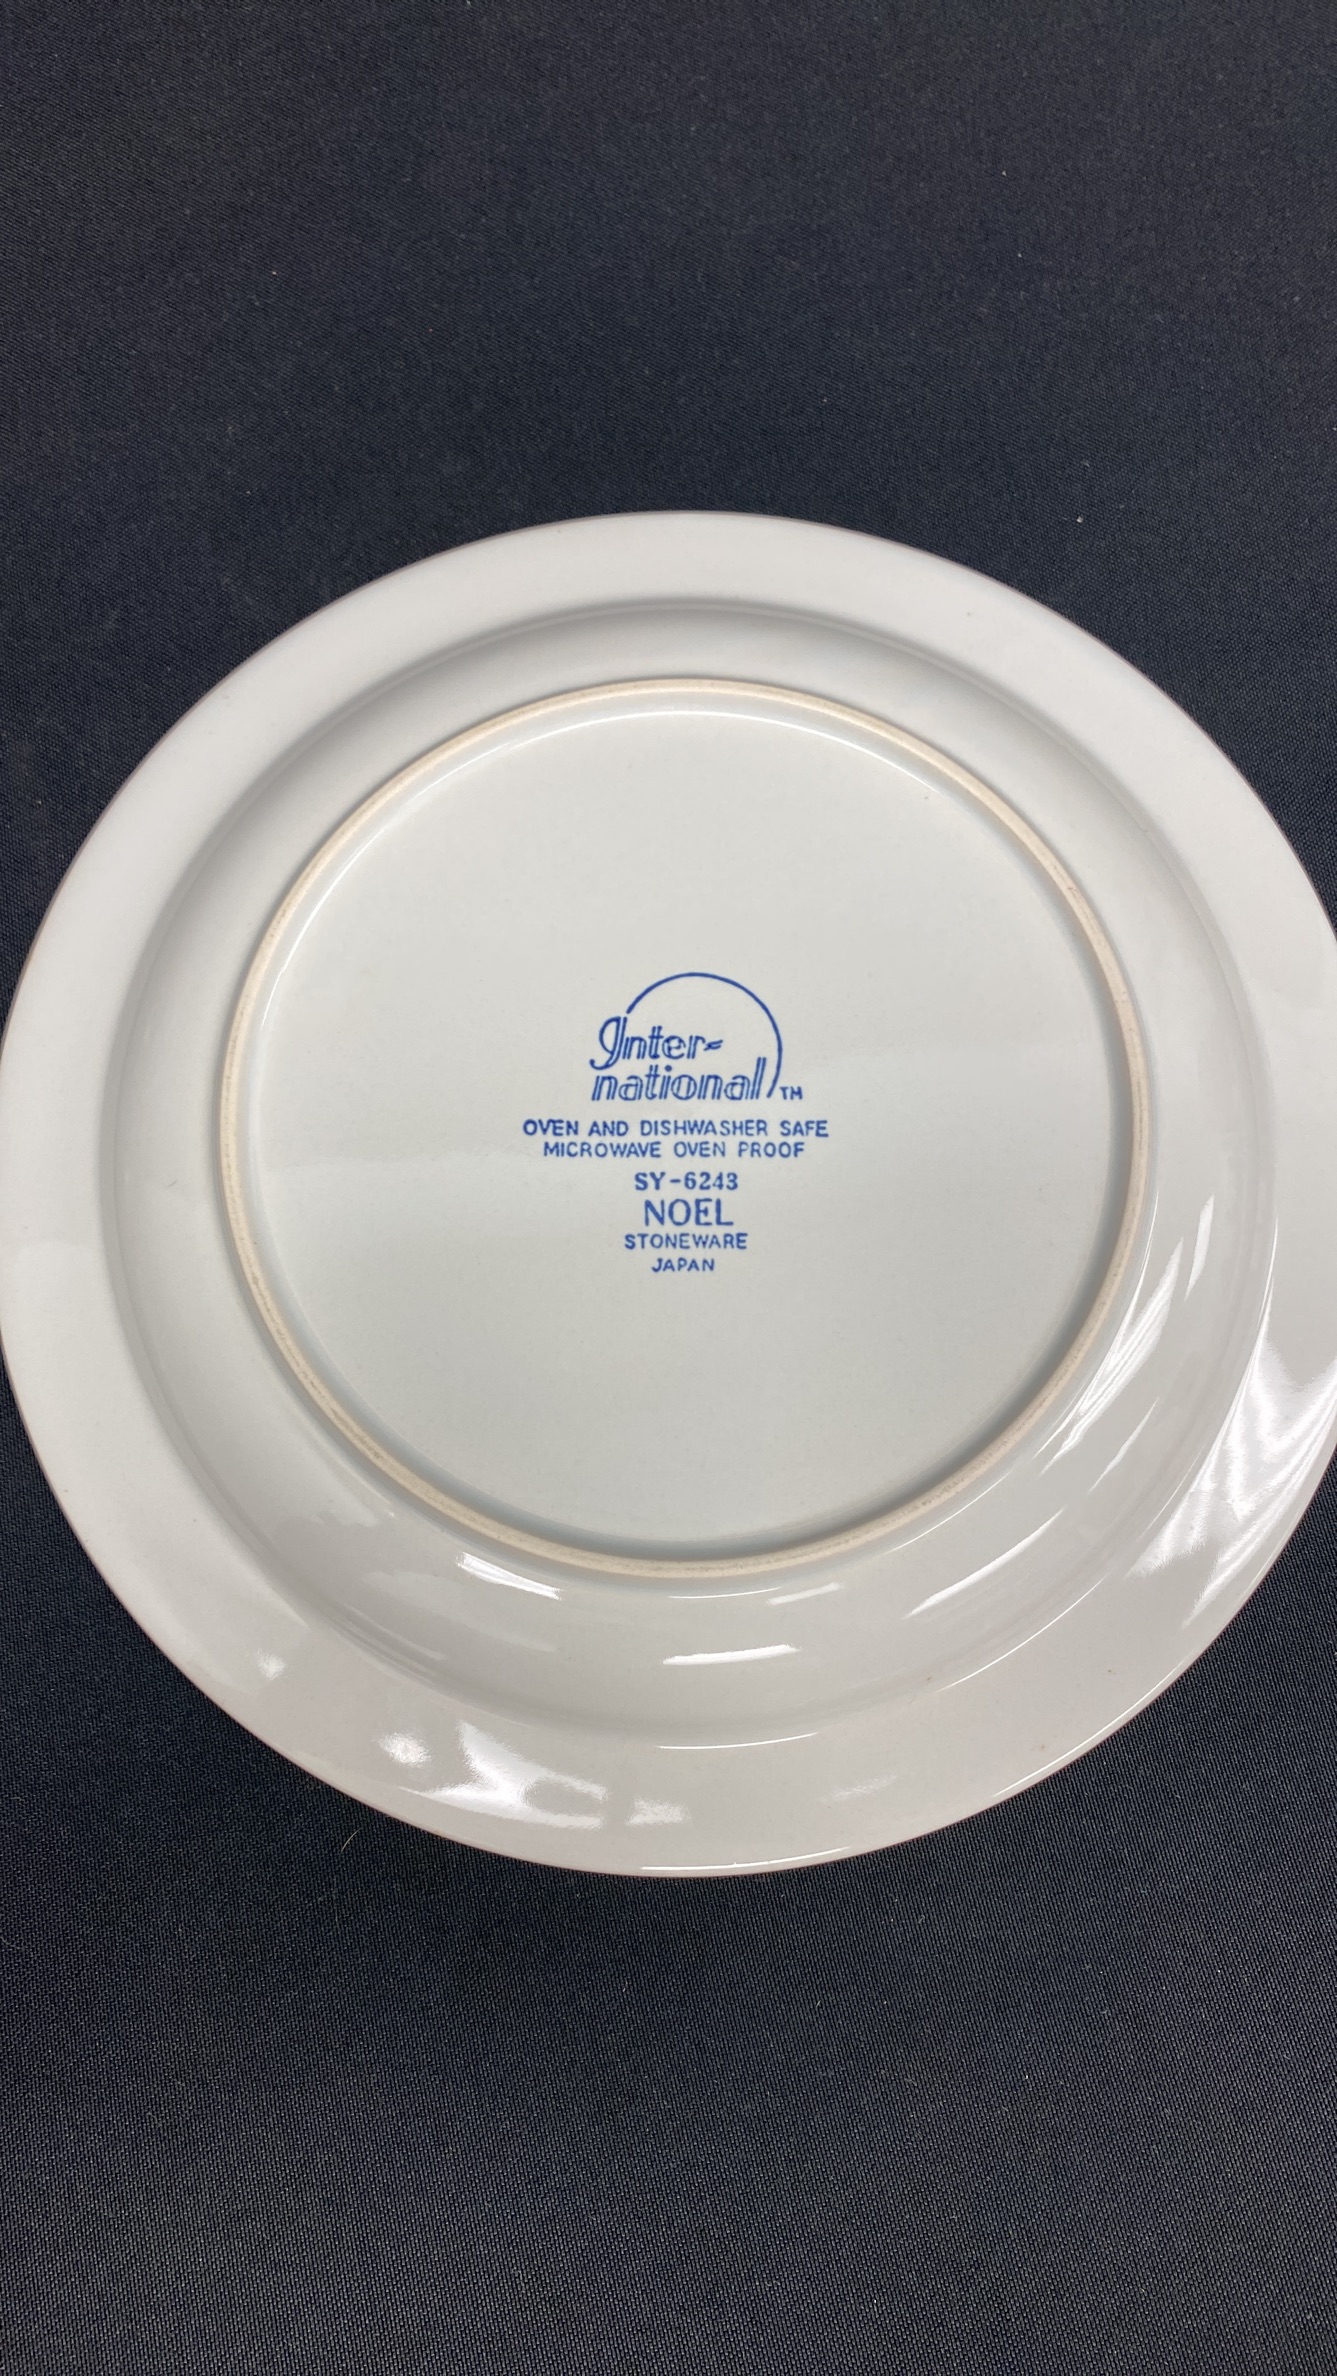 Inter-
national TM
OVEN AND DISHWASHER SAFE
MICROWAVE OVEN PROOF
SY-6243
NOEL
STONEWARE
JAPAN